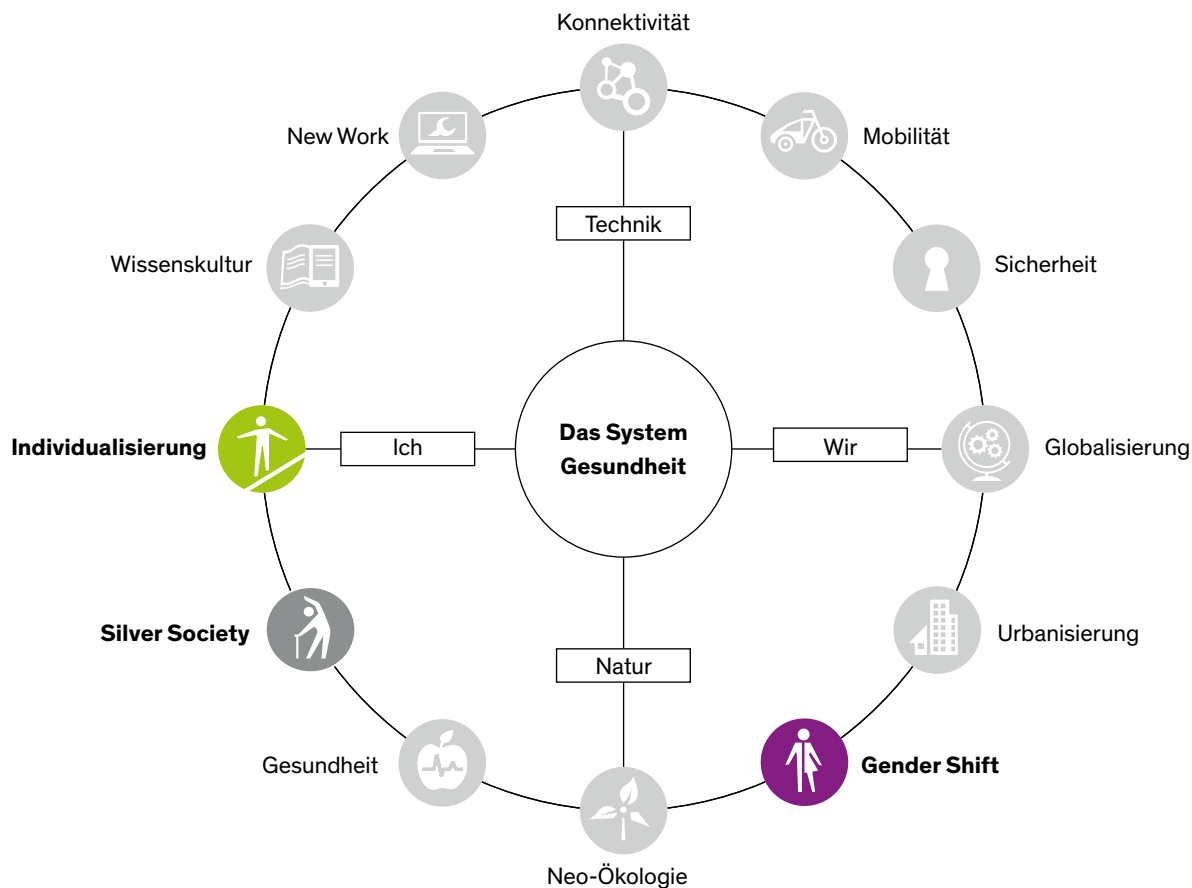 Konnektivität
New Work
Mobilität
Technik
Wissenskultur
Sicherheit
Das System
Gesundheit
Individualisierung
Ich
Wir
Globalisierung
Silver Society
Urbanisierung
Natur
Gesundheit
Gender Shift
Neo-Ökologie